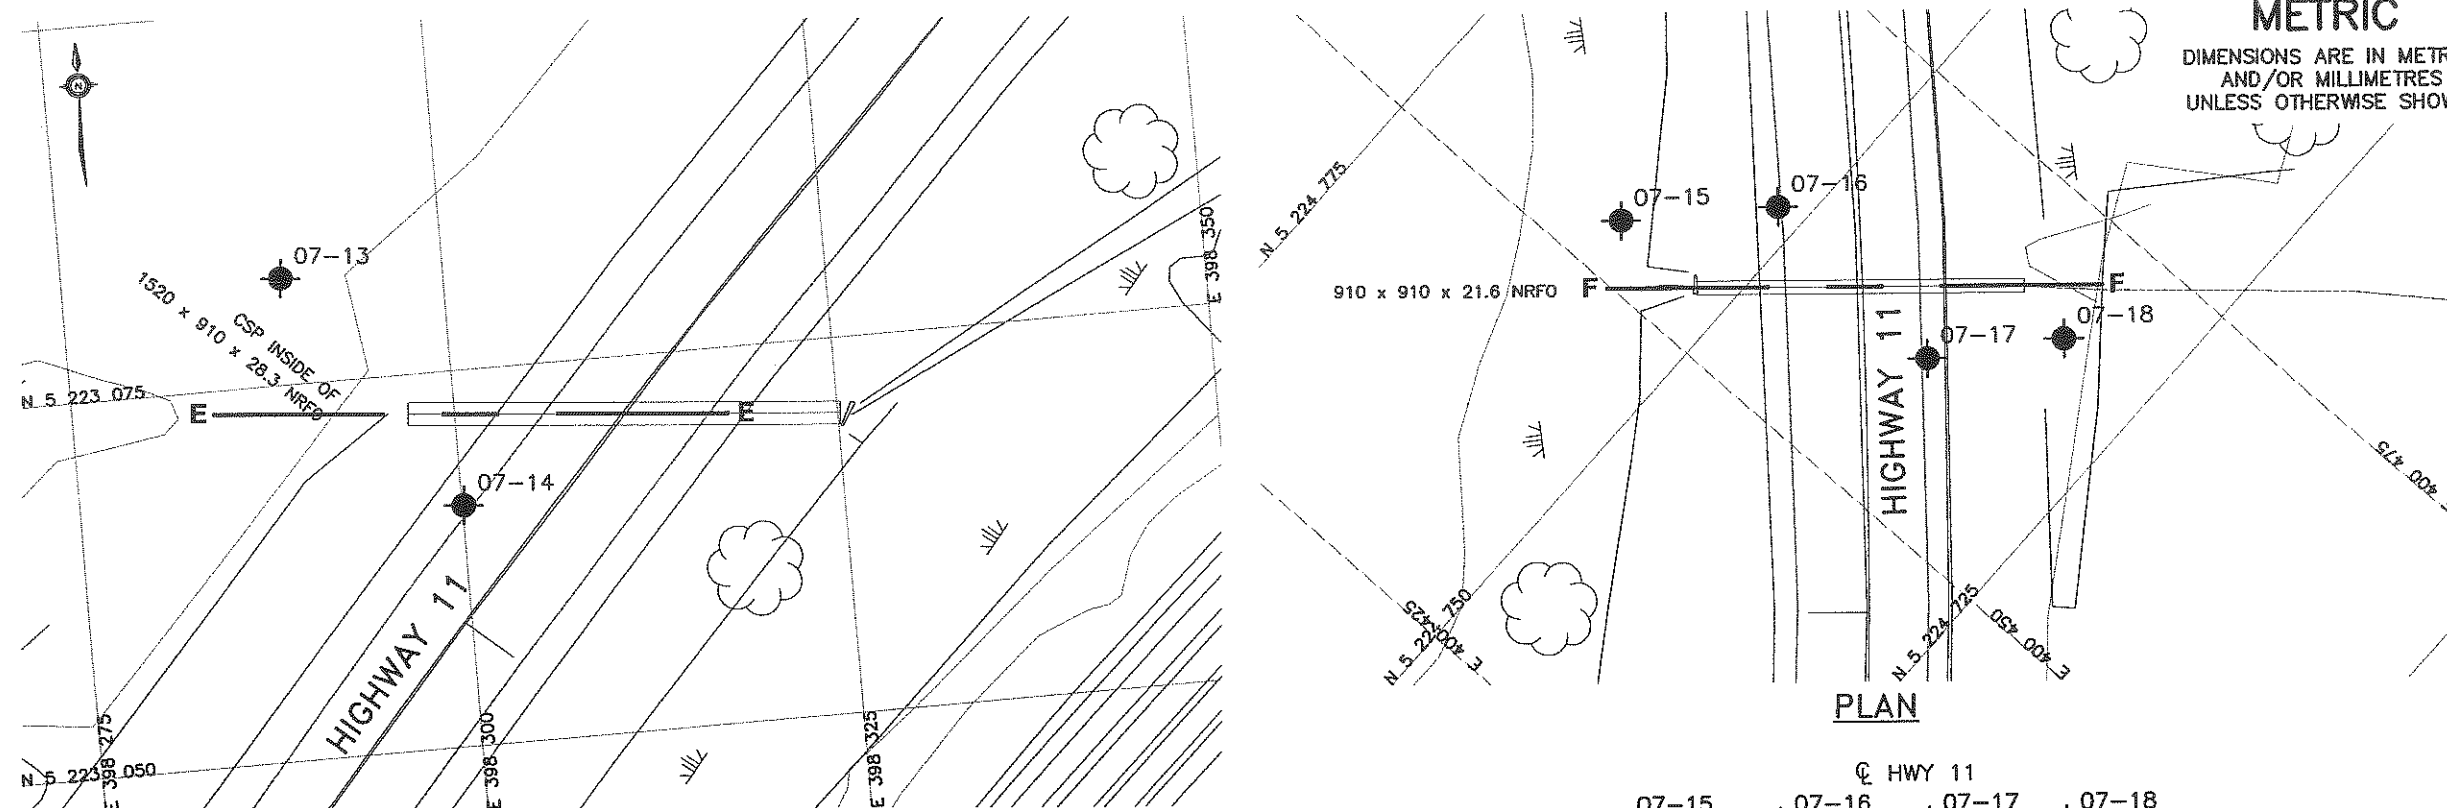 N
07-13
1520 x 910 x 28.3 NRFO
CSP INSIDE OF
N 5 223 075
E
E
07-14
HIGHWAY 11
E 398 350
N 5 223 050
E 398 275
E 398 300
E 398 325
METRIC
DIMENSIONS ARE IN METR
AND/OR MILLIMETRES
UNLESS OTHERWISE SHOW
N 5 224 775
07-15
07-16
910 x 910 x 21.6 NRFO
F
F
07-17
07-18
HIGHWAY 11
400 475
E 400 425
N 5 224 750
N 5 224 725
E 400 450
PLAN
℄ HWY 11
07-15
07-16
07-17
07-18